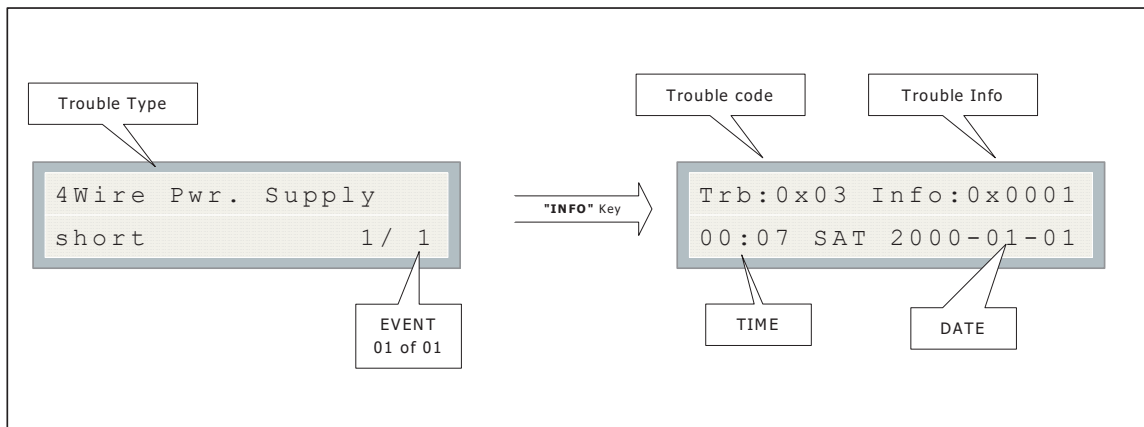 Trouble Type
4Wire Pwr. Supply
short 1/ 1
EVENT
01 of 01
"INFO" Key
Trouble code
Trouble Info
Trb:0x03 Info:0x0001
00:07 SAT 2000-01-01
TIME
DATE